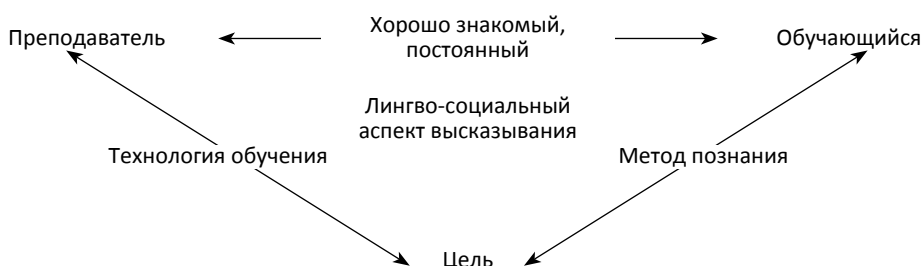 Преподаватель
Хорошо знакомый,
постоянный
Обучающийся
Лингво-социальный
аспект высказывания
Технология обучения
Метод познания
Цель